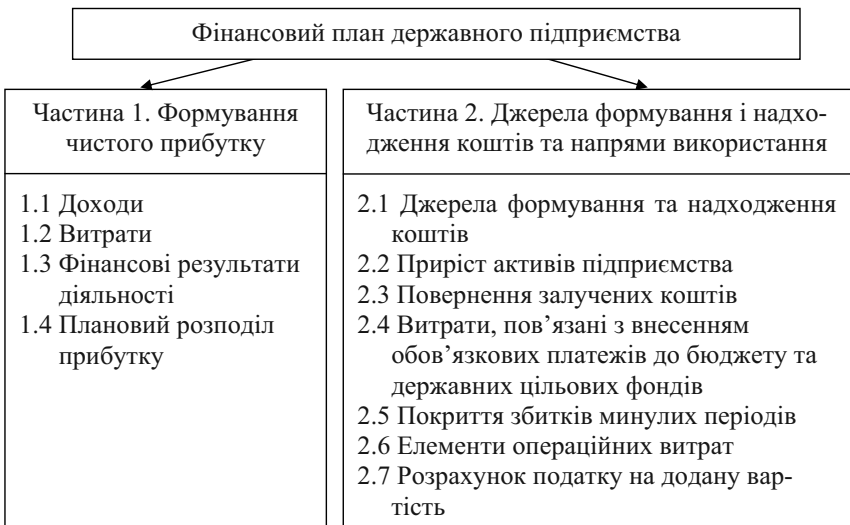 Фінансовий план державного підприємства
Частина 1. Формування
чистого прибутку
1.1 Доходи
1.2 Витрати
1.3 Фінансові результати
діяльності
1.4 Плановий розподіл
прибутку
Частина 2. Джерела формування і надхо-
дження коштів та напрями використання
2.1 Джерела формування та надходження
коштів
2.2 Приріст активів підприємства
2.3 Повернення залучених коштів
2.4 Витрати, пов’язані з внесенням
обов’язкових платежів до бюджету та
державних цільових фондів
2.5 Покриття збитків минулих періодів
2.6 Елементи операційних витрат
2.7 Розрахунок податку на додану вар-
тість